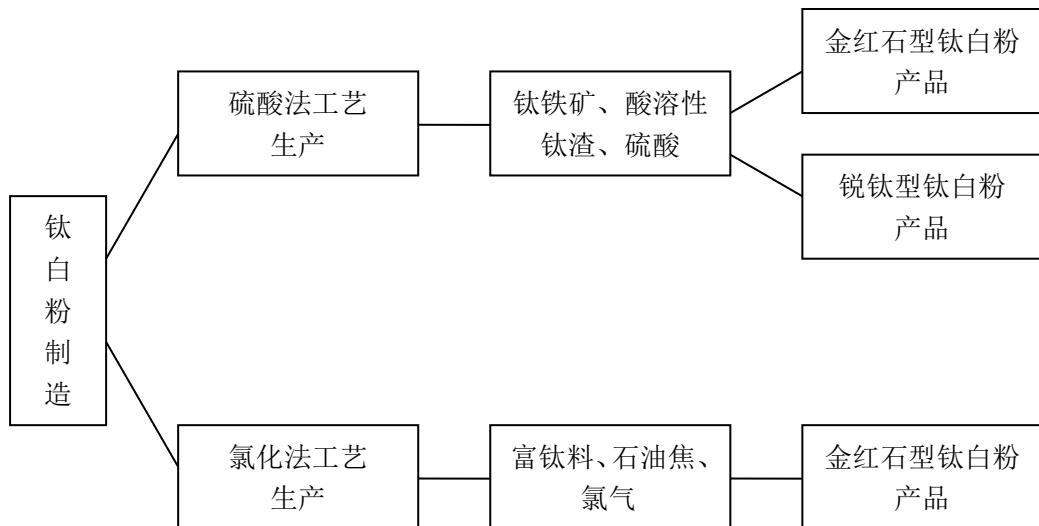 钛白粉制造
硫酸法工艺
生产
钛铁矿、酸溶性
钛渣、硫酸
金红石型钛白粉
产品
锐钛型钛白粉
产品
氯化法工艺
生产
富钛料、石油焦、
氯气
金红石型钛白粉
产品